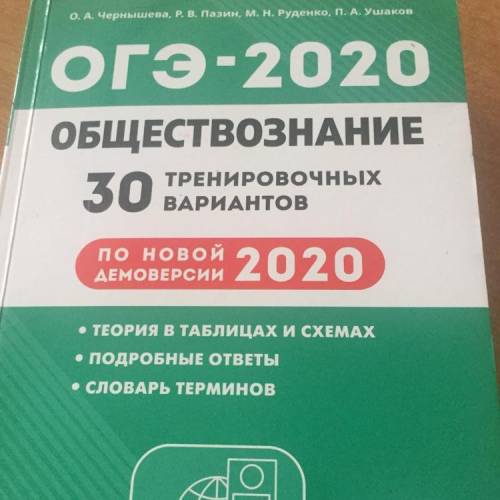 О. А. Чернышева, Р. В. Пазин, М. Н. Руденко, П. А. Ушаков
ОГЭ-2020
ОБЩЕСТВОЗНАНИЕ
30 ТРЕНИРОВОЧНЫХ
ВАРИАНТОВ
ПО НОВОЙ
ДЕМОВЕРСИИ 2020
• ТЕОРИЯ В ТАБЛИЦАХ И СХЕМАХ
• ПОДРОБНЫЕ ОТВЕТЫ
• СЛОВАРЬ ТЕРМИНОВ